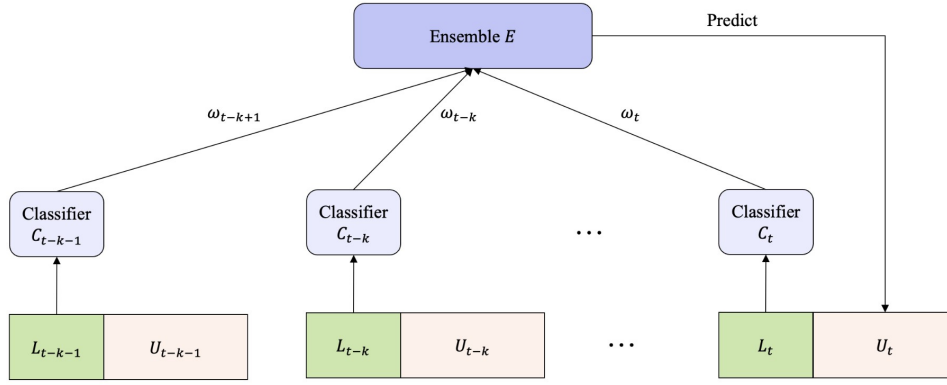 Ensemble E
Predict
ω_{t−k+1}
ω_{t−k}
ω_t
Classifier
C_{t−k−1}
Classifier
C_{t−k}
...
Classifier
C_t
L_{t−k−1}
U_{t−k−1}
L_{t−k}
U_{t−k}
...
L_t
U_t